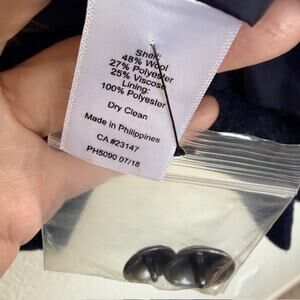 Shell:
48% Wool
27% Polyester
25% Viscose
Lining:
100% Polyester
Dry Clean
Made in Philippines
CA #23147
PH5090 07/18